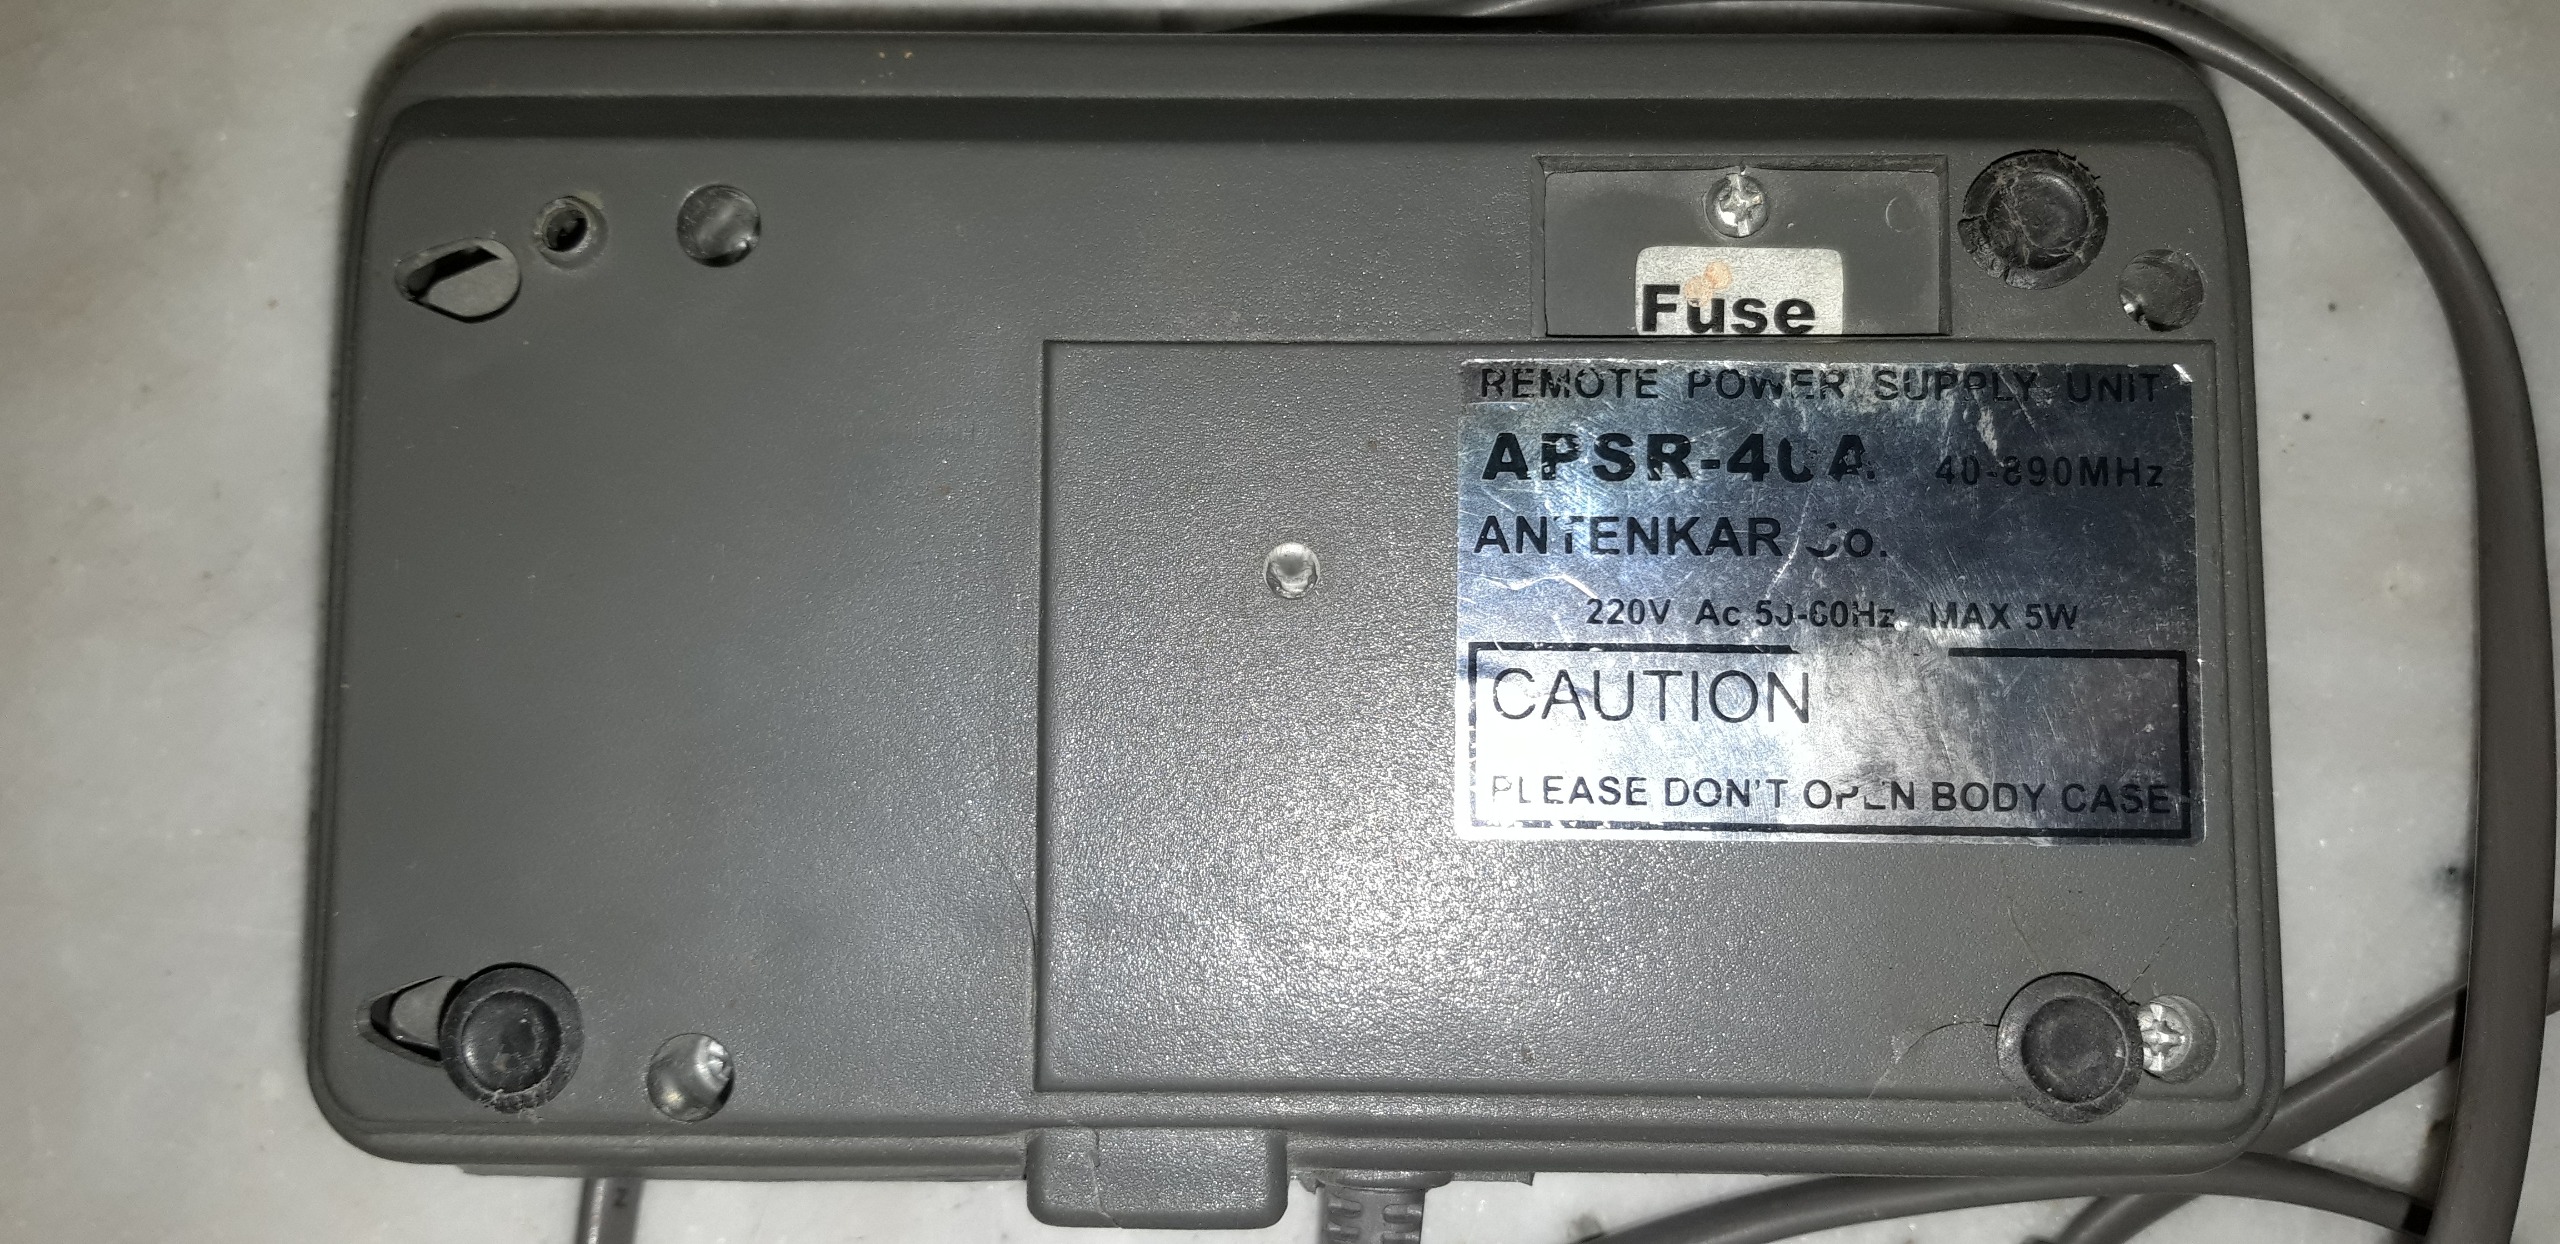 Fuse
REMOTE POWER SUPPLY UNIT
APSR-40A 40-890MHz
ANTENKAR Co.
220V Ac 50-60Hz MAX 5W
CAUTION
PLEASE DON'T OPEN BODY CASE